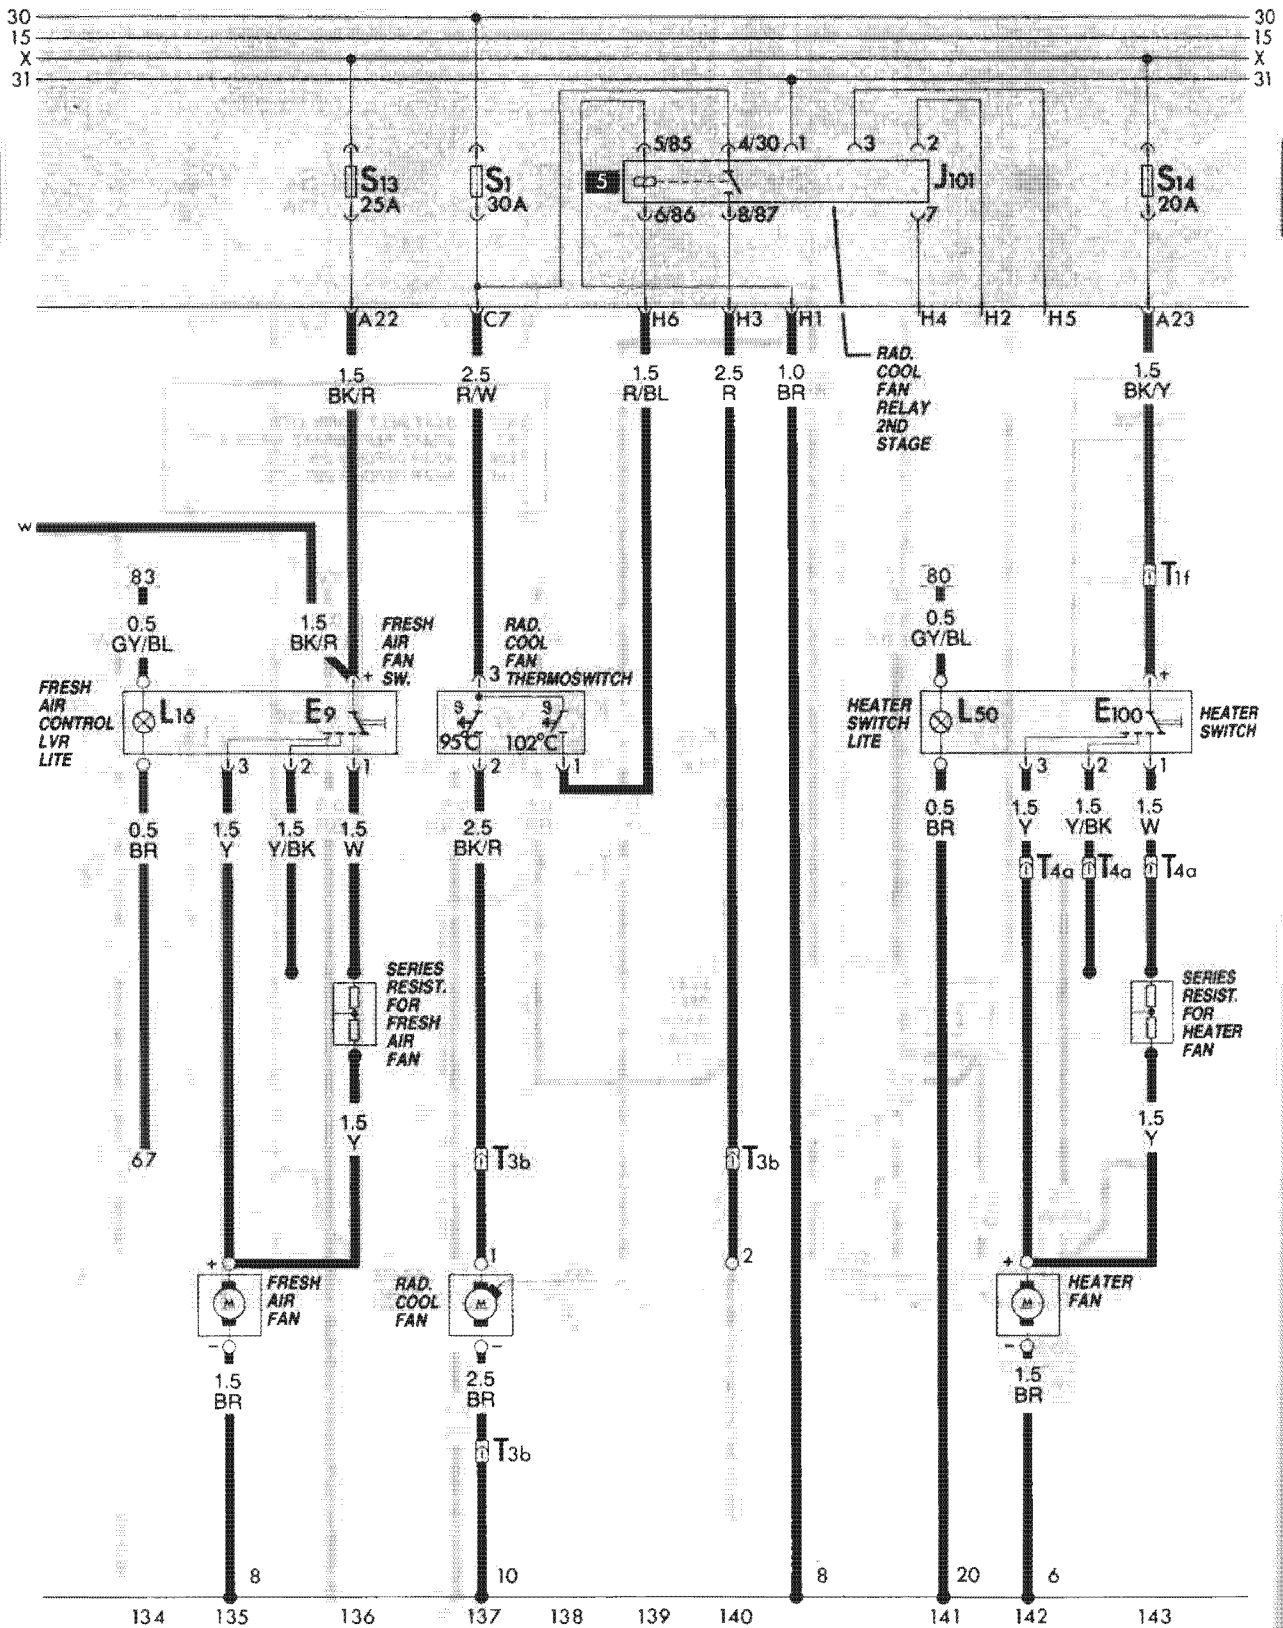 30 30
15 15
X X
31 31
5/85 4/30 1 3 2
S13 S1 5 J101 S14
25A 30A 20A
6/86 8/87 7
A22 C7 H6 H3 H1 H4 H2 H5 A23
1.5 2.5 1.5 2.5 1.0 1.5
BK/R R/W R/BL R BR BK/Y
RAD.
COOL
FAN
RELAY
2ND
STAGE
W
83 80 T1f
0.5 1.5 0.5
GY/BL BK/R GY/BL
FRESH
AIR
FAN
SW.
RAD.
COOL
FAN
THERMOSWITCH
+ 3 +
FRESH
AIR
CONTROL
LVR
LITE
L16 E9
95°C 102°C
HEATER
SWITCH
LITE
L50 E100
HEATER
SWITCH
3 2 1 2 1 3 2 1
0.5 1.5 1.5 1.5 2.5 0.5 1.5 1.5 1.5
BR Y Y/BK W BK/R BR Y Y/BK W
T4a T4a T4a
SERIES
RESIST.
FOR
FRESH
AIR
FAN
SERIES
RESIST.
FOR
HEATER
FAN
1.5 1.5
Y Y
67 T3b T3b
+ 1 2 +
FRESH
AIR
FAN
M
RAD.
COOL
FAN
M
HEATER
FAN
M
- - -
1.5 2.5 1.5
BR BR BR
T3b
8 10 8 20 6
134 135 136 137 138 139 140 141 142 143